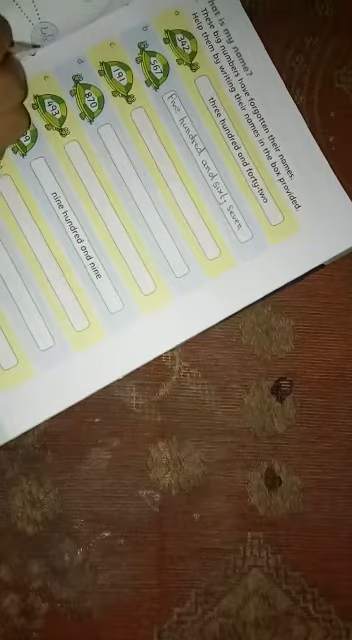 What is my name?
These big numbers have forgotten their names.
Help them by writing their names in the box provided.
a
342
three hundred and forty-two
b
567
Five hundred and sixty seven
c
191
d
870
nine hundred and nine